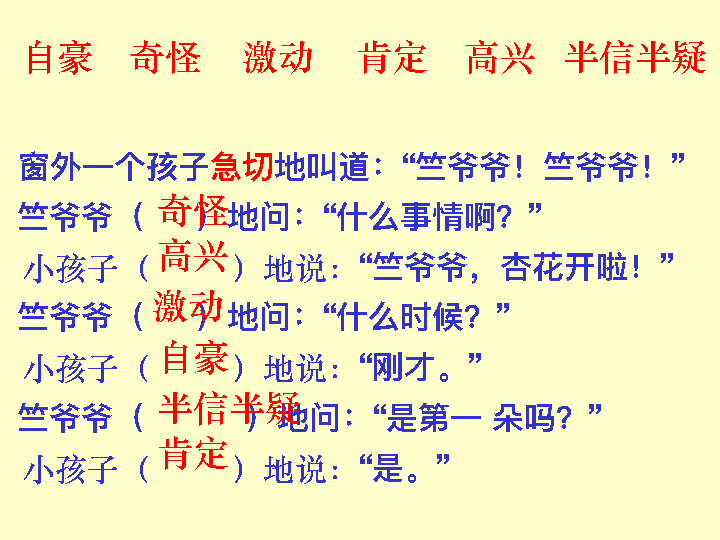 自豪 奇怪 激动 肯定 高兴 半信半疑
窗外一个孩子急切地叫道：“竺爷爷！竺爷爷！”
竺爷爷（奇怪）地问：“什么事情啊？”
小孩子（高兴）地说：“竺爷爷，杏花开啦！”
竺爷爷（激动）地问：“什么时候？”
小孩子（自豪）地说：“刚才。”
竺爷爷（半信半疑）地问：“是第一 朵吗？”
小孩子（肯定）地说：“是。”